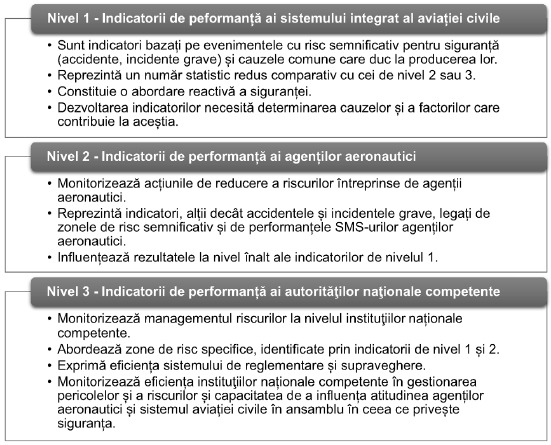 Nivel 1 - Indicatorii de peformanță ai sistemului integrat al aviației civile
• Sunt indicatori bazați pe evenimentele cu risc semnificativ pentru siguranță
(accidente, incidente grave) și cauzele comune care duc la producerea lor.
• Reprezintă un număr statistic redus comparativ cu cei de nivel 2 sau 3.
• Constituie o abordare reactivă a siguranței.
• Dezvoltarea indicatorilor necesită determinarea cauzelor și a factorilor care
contribuie la aceștia.
Nivel 2 - Indicatorii de performanță ai agenților aeronautici
• Monitorizează acțiunile de reducere a riscurilor întreprinse de agenții
aeronautici.
• Reprezintă indicatori, alții decât accidentele și incidentele grave, legați de
zonele de risc semnificativ și de performanțele SMS-urilor agenților
aeronautici.
• Influențează rezultatele la nivel înalt ale indicatorilor de nivelul 1.
Nivel 3 - Indicatorii de performanță ai autorităţilor naţionale competente
• Monitorizează managementul riscurilor la nivelul instituțiilor naționale
competente.
• Abordează zone de risc specifice, identificate prin indicatorii de nivel 1 și 2.
• Exprimă eficiența sistemului de reglementare și supraveghere.
• Monitorizează eficiența instituţiilor naționale competente în gestionarea
pericolelor și a riscurilor și capacitatea de a influența atitudinea agenților
aeronautici și sistemul aviației civile în ansamblu în ceea ce privește
siguranța.